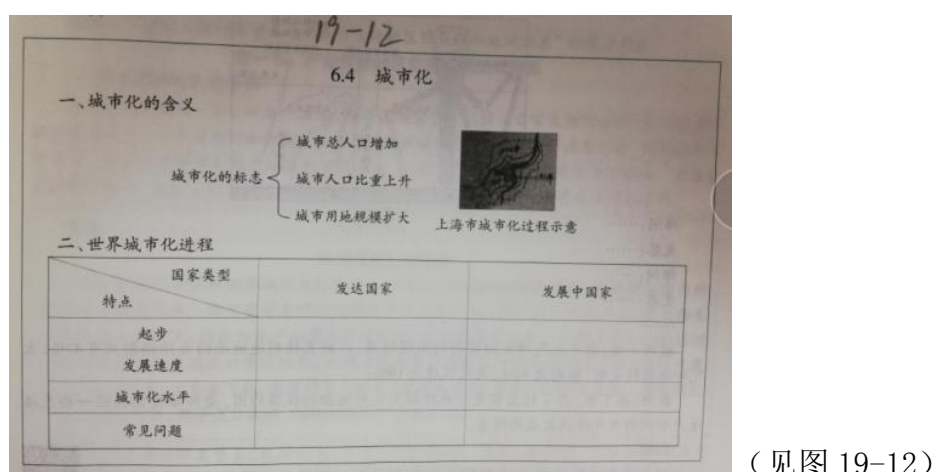 19-12
6.4 城市化
一、城市化的含义
城市化的标志
城市总人口增加
城市人口比重上升
城市用地规模扩大
上海市城市化过程示意
二、世界城市化进程
国家类型
特点
发达国家
发展中国家
起步
发展速度
城市化水平
常见问题
(见图 19-12)